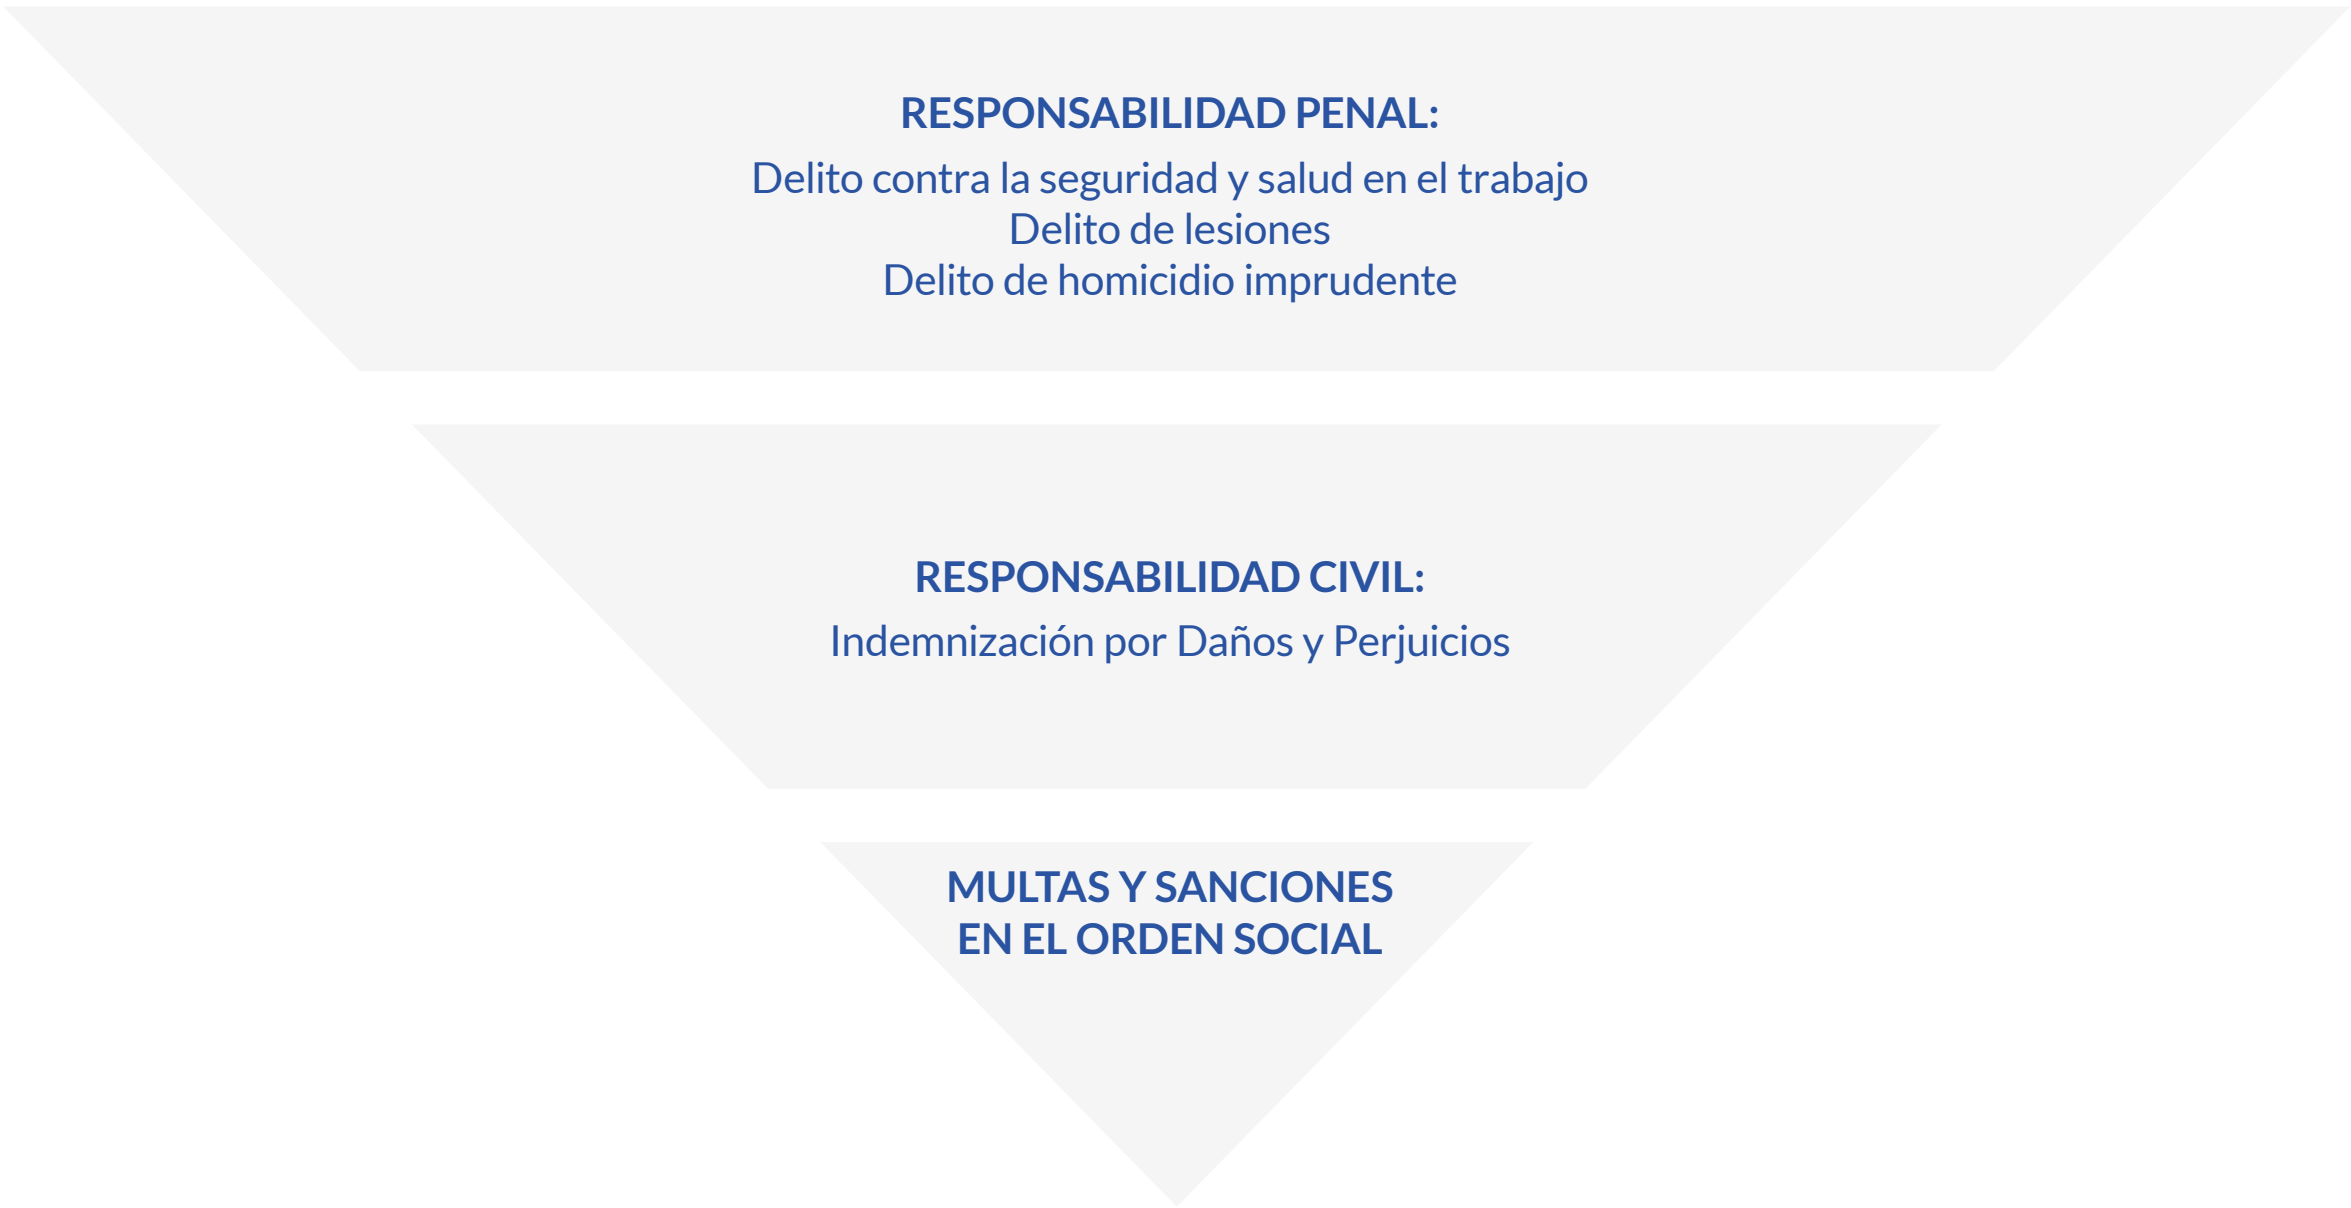 RESPONSABILIDAD PENAL:
Delito contra la seguridad y salud en el trabajo
Delito de lesiones
Delito de homicidio imprudente
RESPONSABILIDAD CIVIL:
Indemnización por Daños y Perjuicios
MULTAS Y SANCIONES
EN EL ORDEN SOCIAL